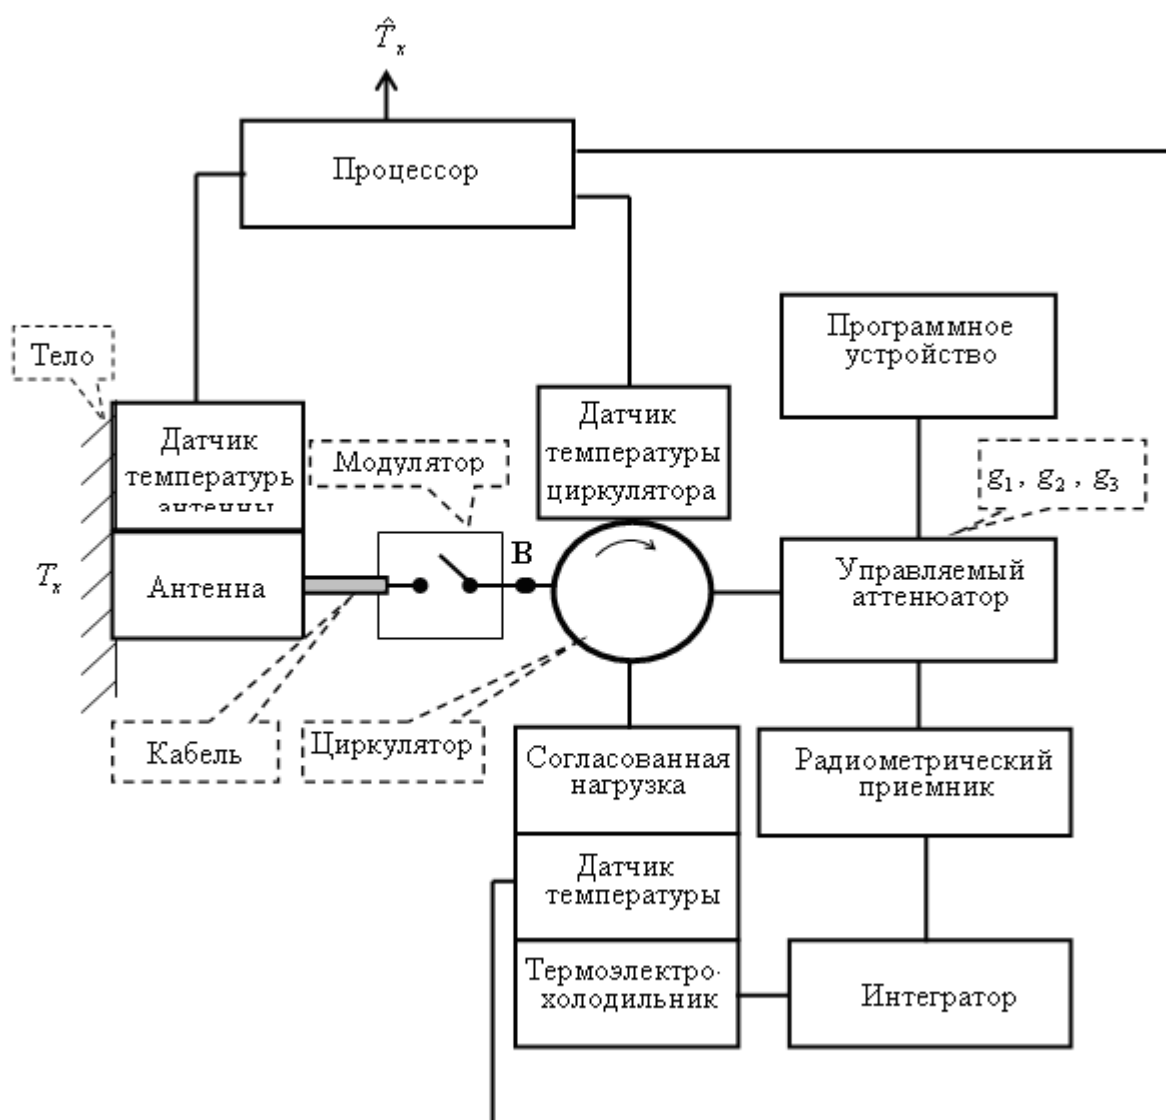 T̂ₓ
Процессор
Программное
устройство
Тело
Датчик
температуры
циркулятора
Датчик
температурь
антенны
Модулятор
g₁, g₂, g₃
B
Tₓ
Антенна
Управляемый
аттенюатор
Кабель
Циркулятор
Согласованная
нагрузка
Радиометрический
приемник
Датчик
температуры
Термоэлектро-
холодильник
Интегратор